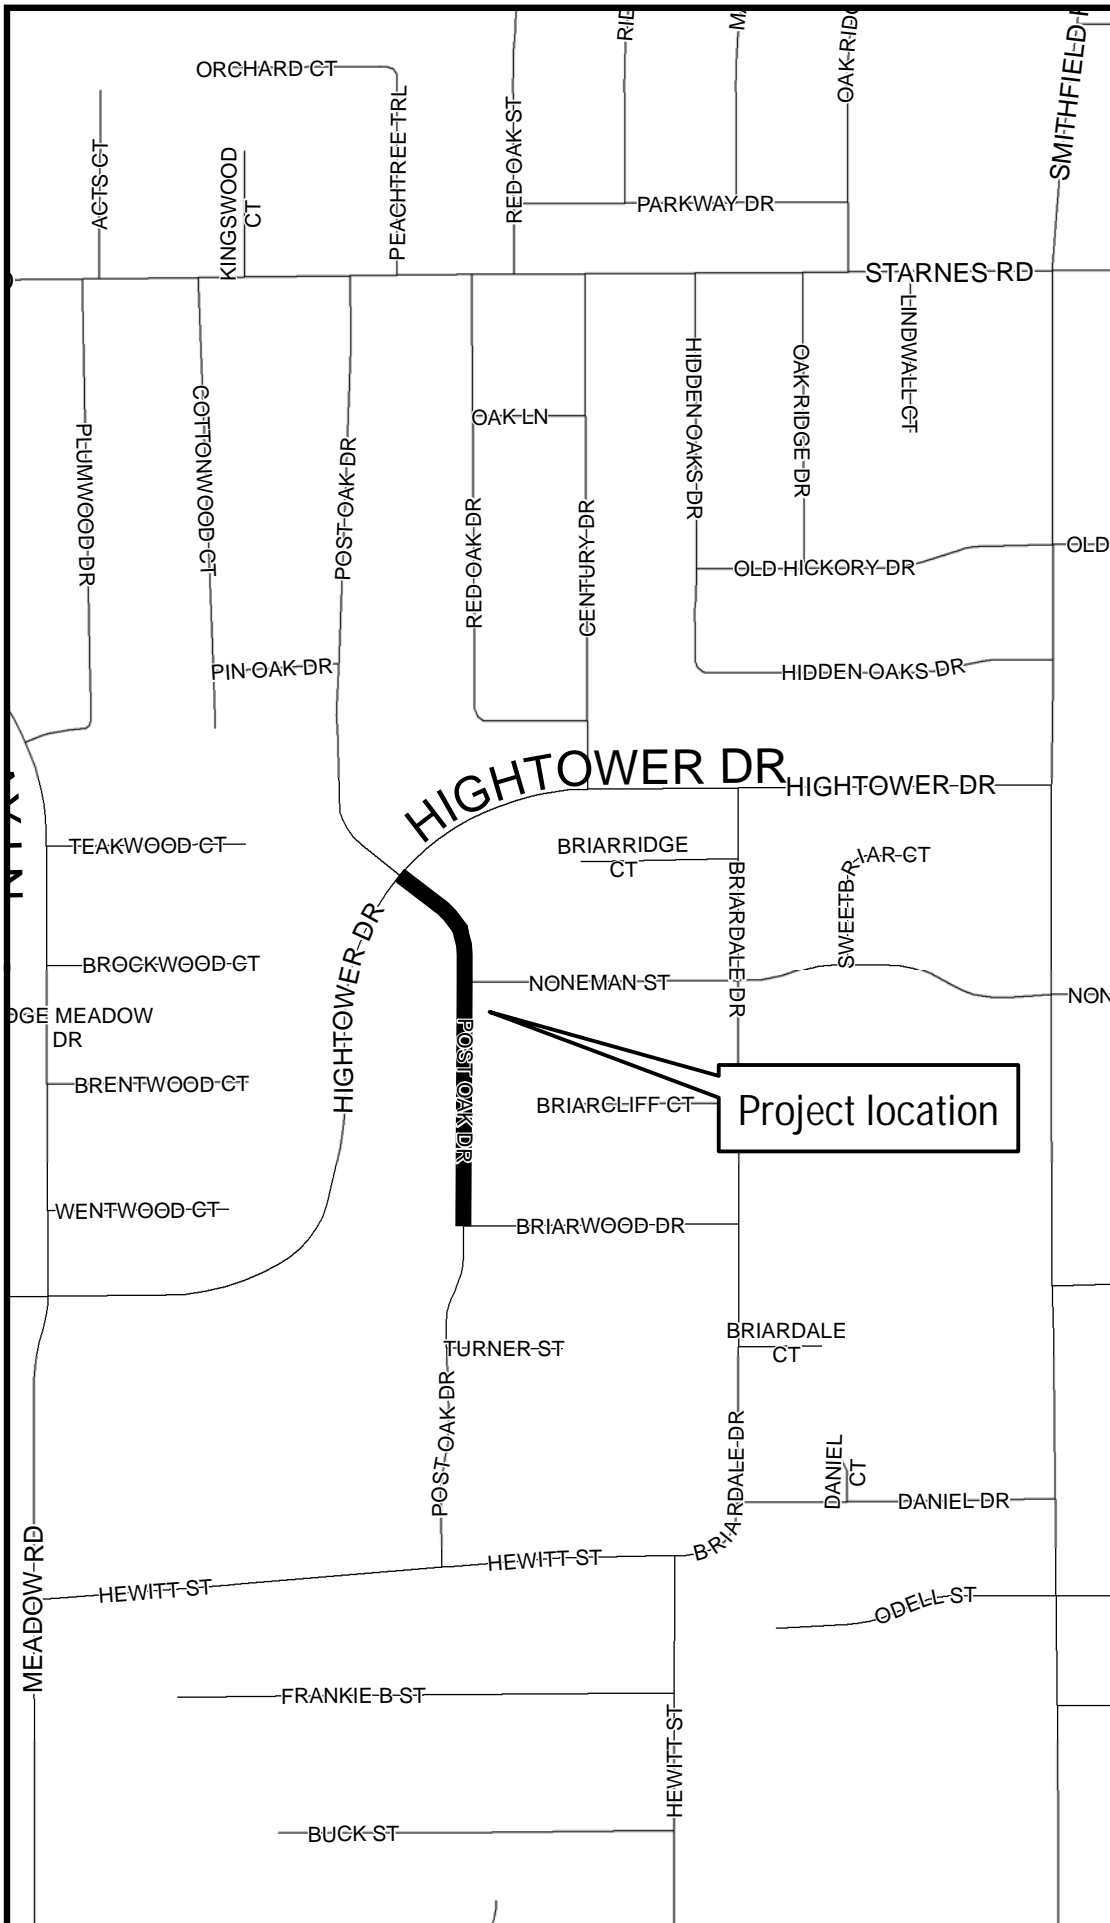 ORCHARD CT
ACTS CT
KINGSWOOD
CT
PEACHTREE TRL
RED OAK ST
PARKWAY DR
STARNES RD
LINDWALL CT
PLUMWOOD DR
COTTONWOOD CT
POST OAK DR
OAK LN
RED OAK DR
CENTURY DR
HIDDEN OAKS DR
OAK RIDGE DR
OLD HICKORY DR
OLD
PIN OAK DR
HIDDEN OAKS DR
HIGHTOWER DR
HIGHTOWER DR
TEAKWOOD CT
BRIARRIDGE
CT
BRIARDALE DR
SWEETBRIAR CT
HIGHTOWER DR
BROCKWOOD CT
NONEMAN ST
NON
DGE MEADOW
DR
POST OAK DR
BRENTWOOD CT
BRIARCLIFF CT
Project location
WENTWOOD CT
BRIARWOOD DR
TURNER ST
BRIARDALE
CT
POST OAK DR
BRIARDALE DR
DANIEL
CT
DANIEL DR
MEADOW RD
HEWITT ST
HEWITT ST
ODELL ST
FRANKIE B ST
HEWITT ST
BUCK ST